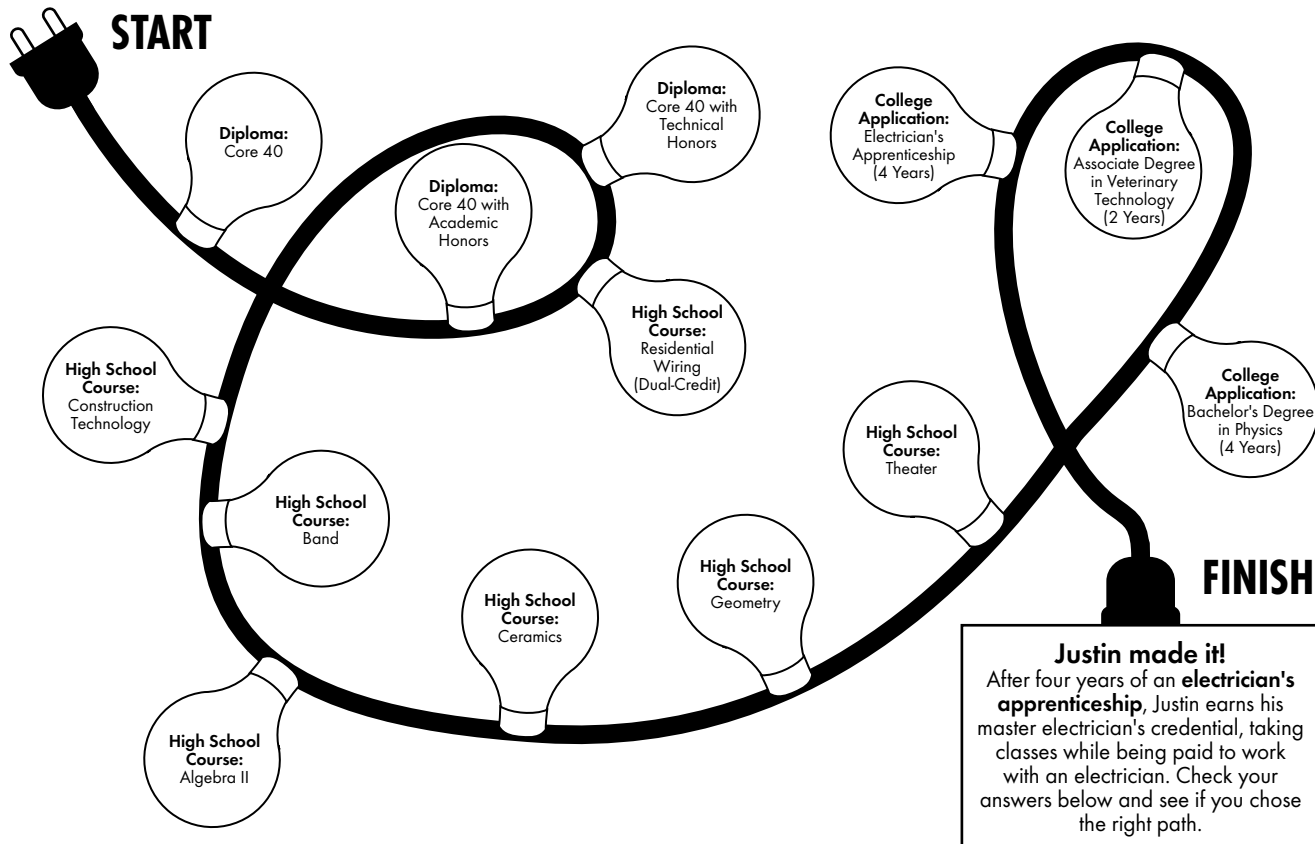 START
Diploma:
Core 40
Diploma:
Core 40 with
Academic
Honors
Diploma:
Core 40 with
Technical
Honors
High School
Course:
Residential
Wiring
(Dual-Credit)
High School
Course:
Construction
Technology
High School
Course:
Band
High School
Course:
Algebra II
High School
Course:
Ceramics
High School
Course:
Geometry
High School
Course:
Theater
College
Application:
Bachelor's Degree
in Physics
(4 Years)
College
Application:
Associate Degree
in Veterinary
Technology
(2 Years)
College
Application:
Electrician's
Apprenticeship
(4 Years)
FINISH
Justin made it!
After four years of an electrician's
apprenticeship, Justin earns his
master electrician's credential, taking
classes while being paid to work
with an electrician. Check your
answers below and see if you chose
the right path.